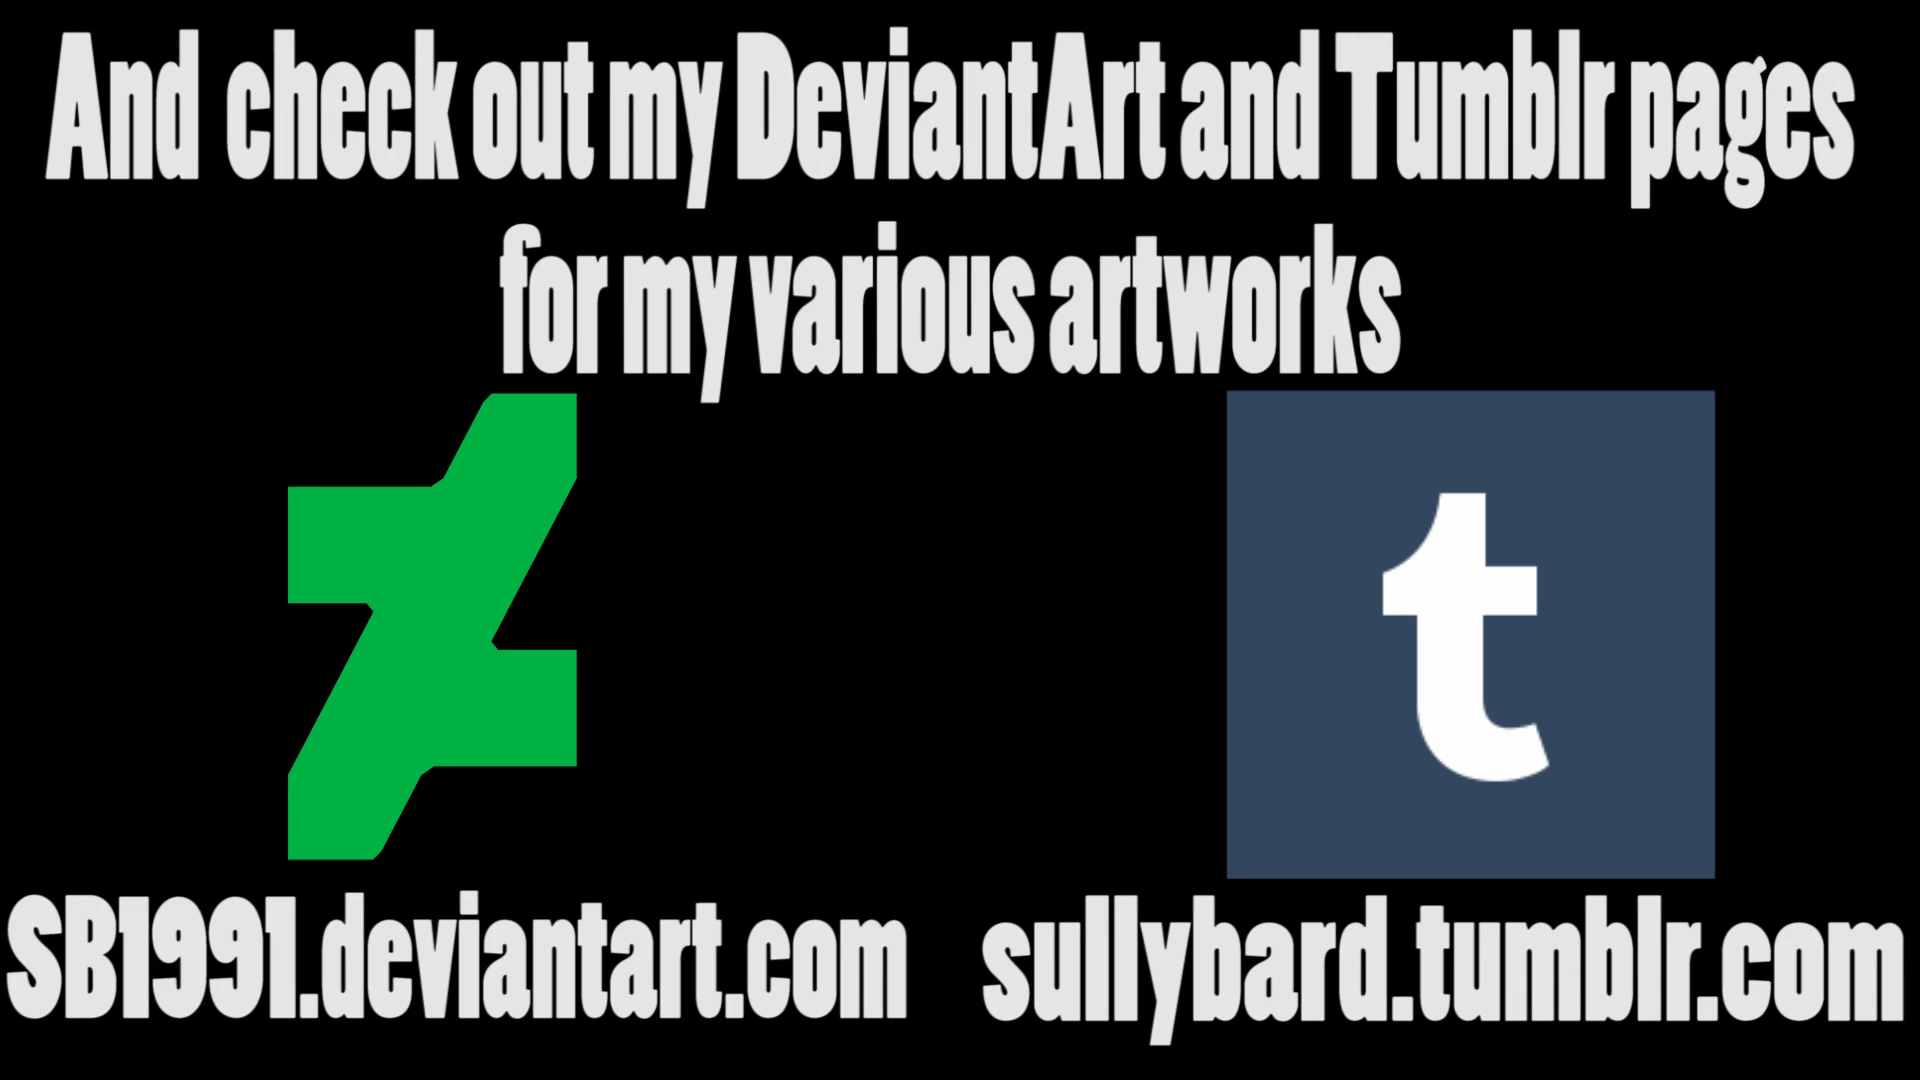 And check out my DeviantArt and Tumblr pages
for my various artworks
t
SB1991.deviantart.com
sullybard.tumblr.com